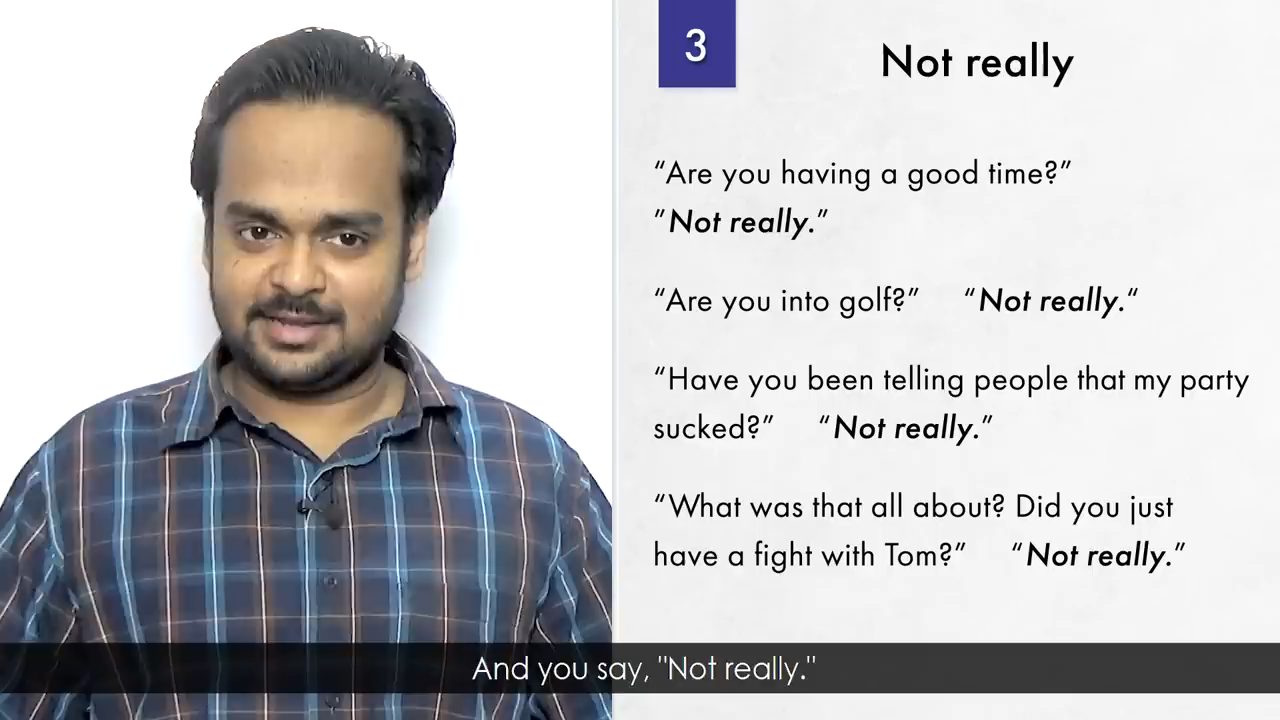 3
Not really
“Are you having a good time?”
”Not really.”
“Are you into golf?” “Not really.“
“Have you been telling people that my party
sucked?” “Not really.”
“What was that all about? Did you just
have a fight with Tom?” “Not really.”
And you say, "Not really."